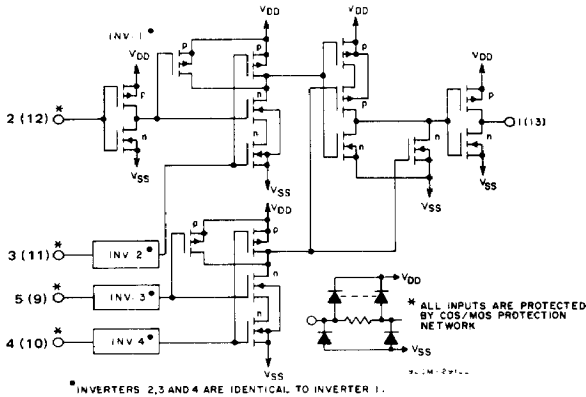 INV. 1 *
VDD
VDD
VDD
p
p
p
p
2 (12) *
p
n
n
p
n
n
1(13)
VSS
VSS
n
VSS
VSS
VDD
3 (11) *
INV. 2 *
p
p
5 (9) *
INV. 3 *
n
VDD
4 (10) *
INV. 4 *
n
VSS
VSS
* ALL INPUTS ARE PROTECTED
BY COS/MOS PROTECTION
NETWORK
* INVERTERS 2,3 AND 4 ARE IDENTICAL TO INVERTER 1.